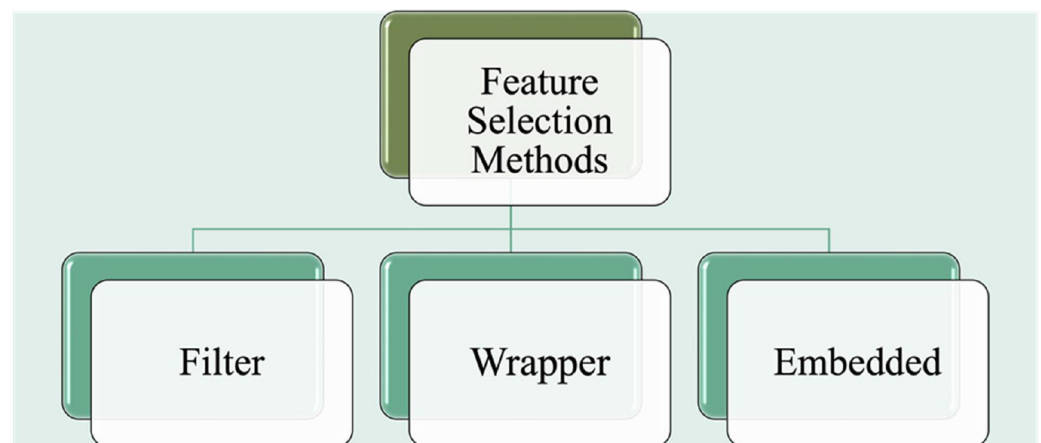 Feature
Selection
Methods
Filter
Wrapper
Embedded